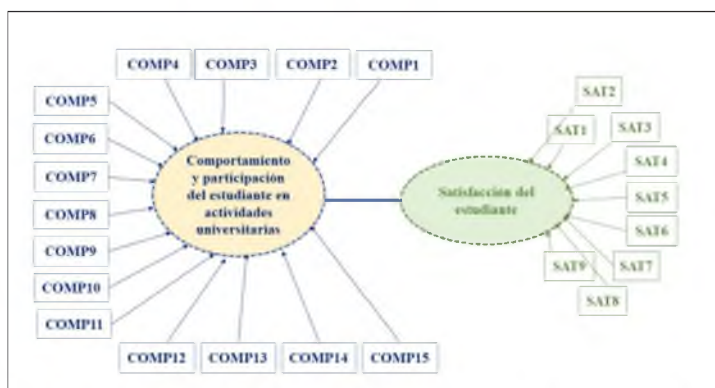 COMP4
COMP3
COMP2
COMP1
COMP5
COMP6
COMP7
COMP8
COMP9
COMP10
COMP11
COMP12
COMP13
COMP14
COMP15
Comportamiento
y participación
del estudiante en
actividades
universitarias
Satisfacción del
estudiante
SAT2
SAT1
SAT3
SAT4
SAT5
SAT6
SAT7
SAT9
SAT8